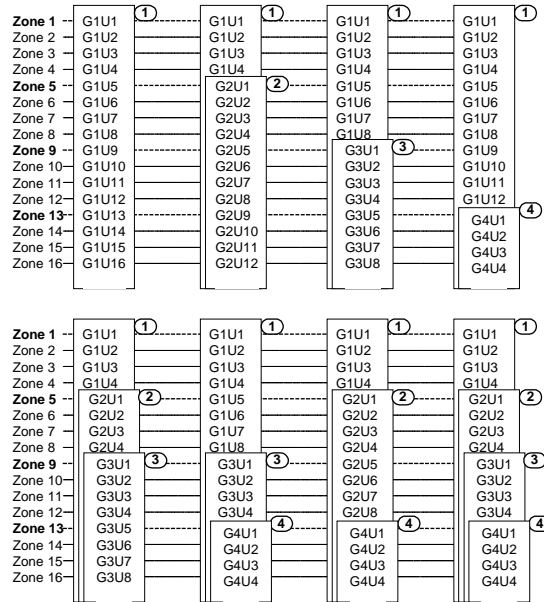 1 1 1 1
Zone 1 G1U1 G1U1 G1U1 G1U1
Zone 2 G1U2 G1U2 G1U2 G1U2
Zone 3 G1U3 G1U3 G1U3 G1U3
Zone 4 G1U4 G1U4 G1U4 G1U4
Zone 5 G1U5 G2U1 2 G1U5 G1U5
Zone 6 G1U6 G2U2 G1U6 G1U6
Zone 7 G1U7 G2U3 G1U7 G1U7
Zone 8 G1U8 G2U4 G1U8 G1U8
Zone 9 G1U9 G2U5 G3U1 3 G1U9
Zone 10 G1U10 G2U6 G3U2 G1U10
Zone 11 G1U11 G2U7 G3U3 G1U11
Zone 12 G1U12 G2U8 G3U4 G1U12
Zone 13 G1U13 G2U9 G3U5 G4U1 4
Zone 14 G1U14 G2U10 G3U6 G4U2
Zone 15 G1U15 G2U11 G3U7 G4U3
Zone 16 G1U16 G2U12 G3U8 G4U4
1 1 1 1
Zone 1 G1U1 G1U1 G1U1 G1U1
Zone 2 G1U2 G1U2 G1U2 G1U2
Zone 3 G1U3 G1U3 G1U3 G1U3
Zone 4 G1U4 G1U4 G1U4 G1U4
Zone 5 G2U1 2 G1U5 G2U1 2 G2U1 2
Zone 6 G2U2 G1U6 G2U2 G2U2
Zone 7 G2U3 G1U7 G2U3 G2U3
Zone 8 G2U4 G1U8 G2U4 G2U4
Zone 9 G3U1 3 G3U1 3 G2U5 G3U1 3
Zone 10 G3U2 G3U2 G2U6 G3U2
Zone 11 G3U3 G3U3 G2U7 G3U3
Zone 12 G3U4 G3U4 G2U8 G3U4
Zone 13 G3U5 G4U1 4 G4U1 4 G4U1 4
Zone 14 G3U6 G4U2 G4U2 G4U2
Zone 15 G3U7 G4U3 G4U3 G4U3
Zone 16 G3U8 G4U4 G4U4 G4U4